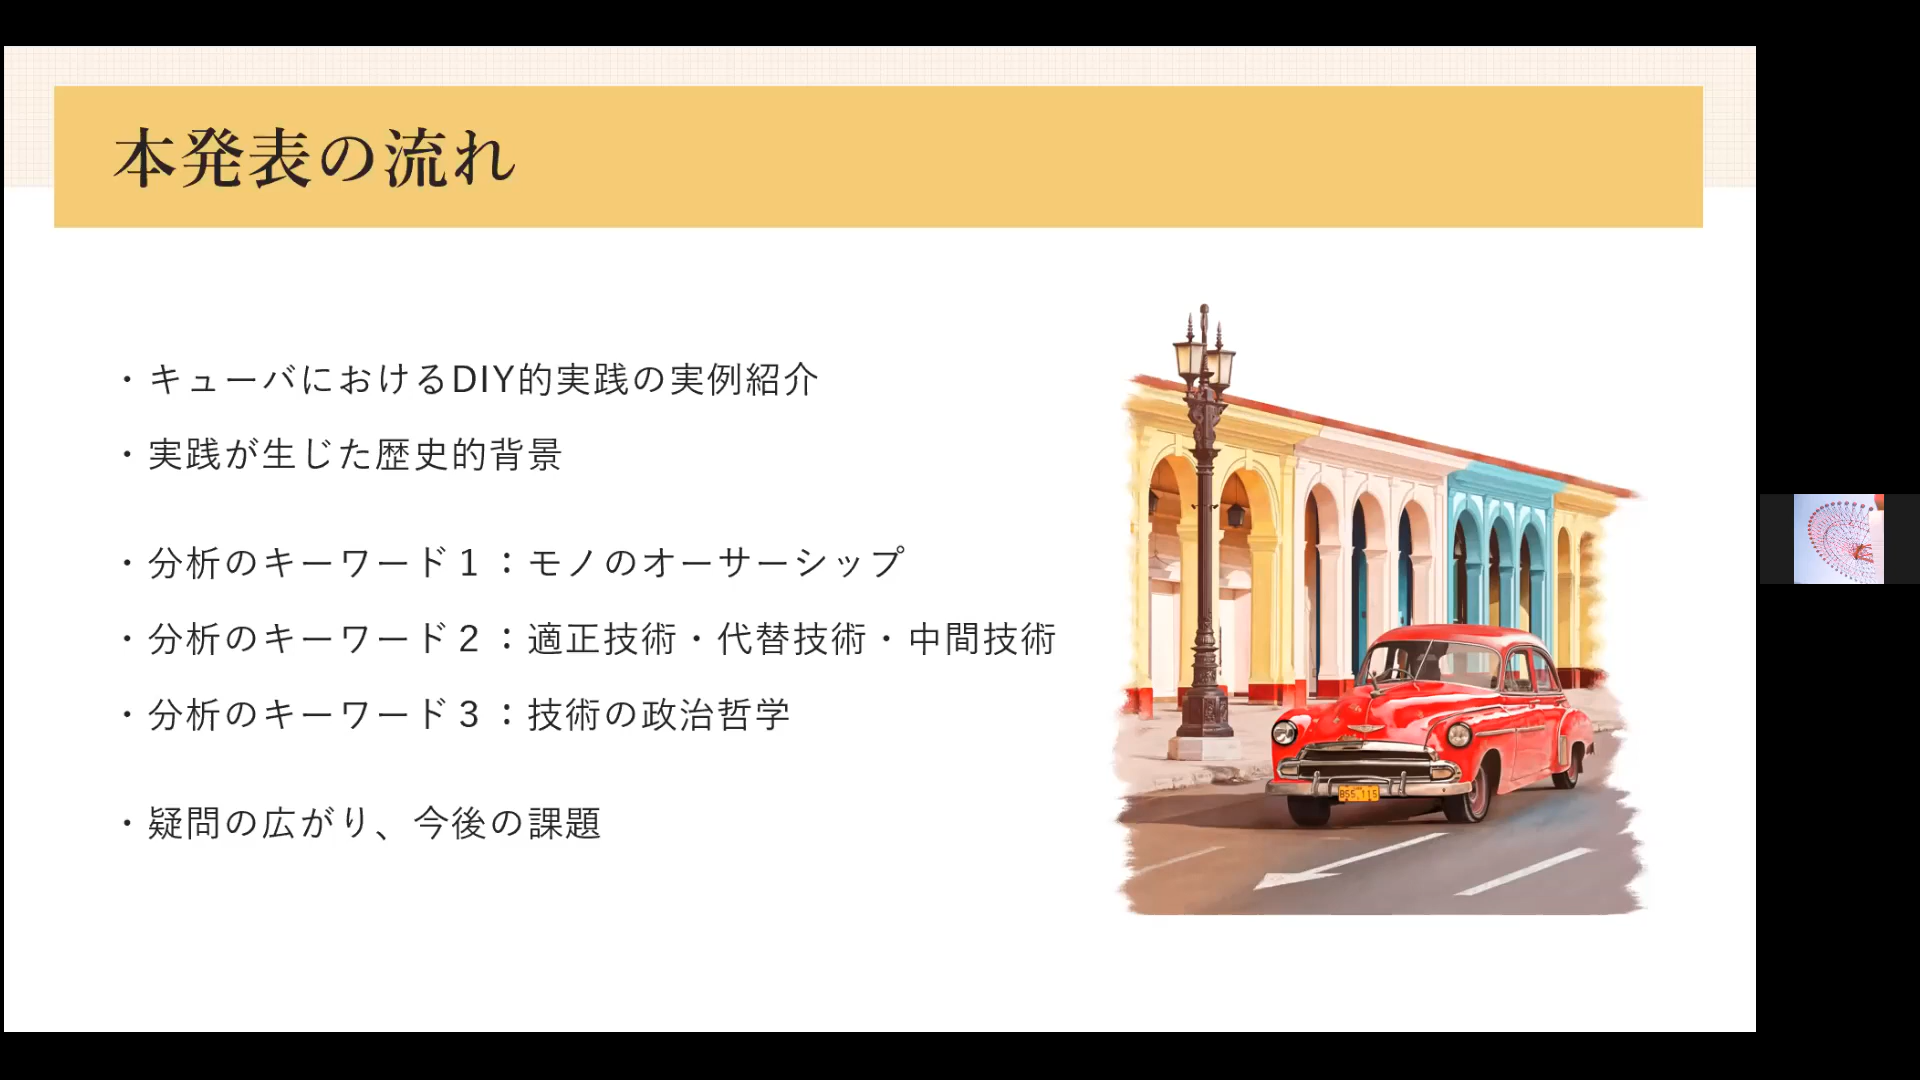 本発表の流れ
・キューバにおけるDIY的実践の実例紹介
・実践が生じた歴史的背景
・分析のキーワード1：モノのオーサーシップ
・分析のキーワード2：適正技術・代替技術・中間技術
・分析のキーワード3：技術の政治哲学
・疑問の広がり、今後の課題